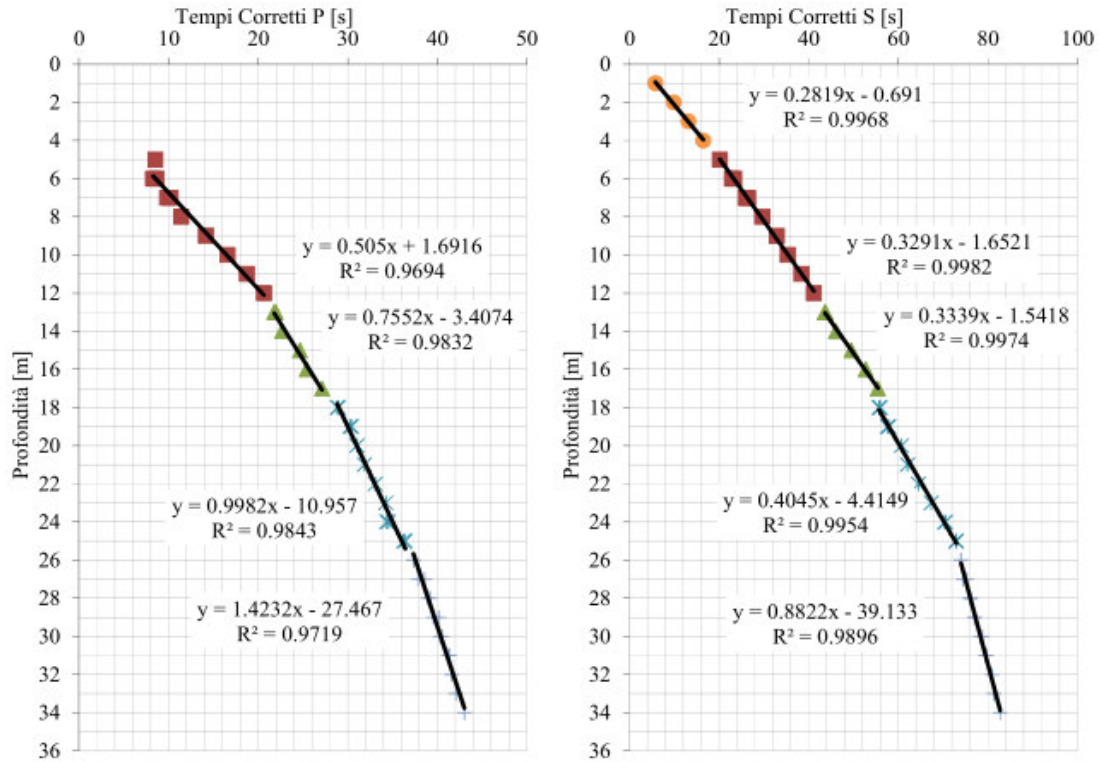 Tempi Corretti P [s]
0 10 20 30 40 50
0
2
4
6
8
10
12
14
16
18
20
22
24
26
28
30
32
34
36
Profondità [m]
y = 0.505x + 1.6916
R² = 0.9694
y = 0.7552x - 3.4074
R² = 0.9832
y = 0.9982x - 10.957
R² = 0.9843
y = 1.4232x - 27.467
R² = 0.9719
Tempi Corretti S [s]
0 20 40 60 80 100
0
2
4
6
8
10
12
14
16
18
20
22
24
26
28
30
32
34
36
Profondità [m]
y = 0.2819x - 0.691
R² = 0.9968
y = 0.3291x - 1.6521
R² = 0.9982
y = 0.3339x - 1.5418
R² = 0.9974
y = 0.4045x - 4.4149
R² = 0.9954
y = 0.8822x - 39.133
R² = 0.9896